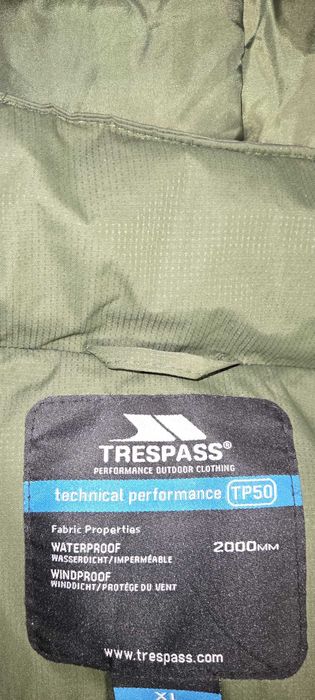 TRESPASS®
PERFORMANCE OUTDOOR CLOTHING
technical performance TP50
Fabric Properties
WATERPROOF 2000MM
WASSERDICHT/IMPERMÉABLE
WINDPROOF
WINDDICHT/PROTÉGE DU VENT
www.trespass.com
XL